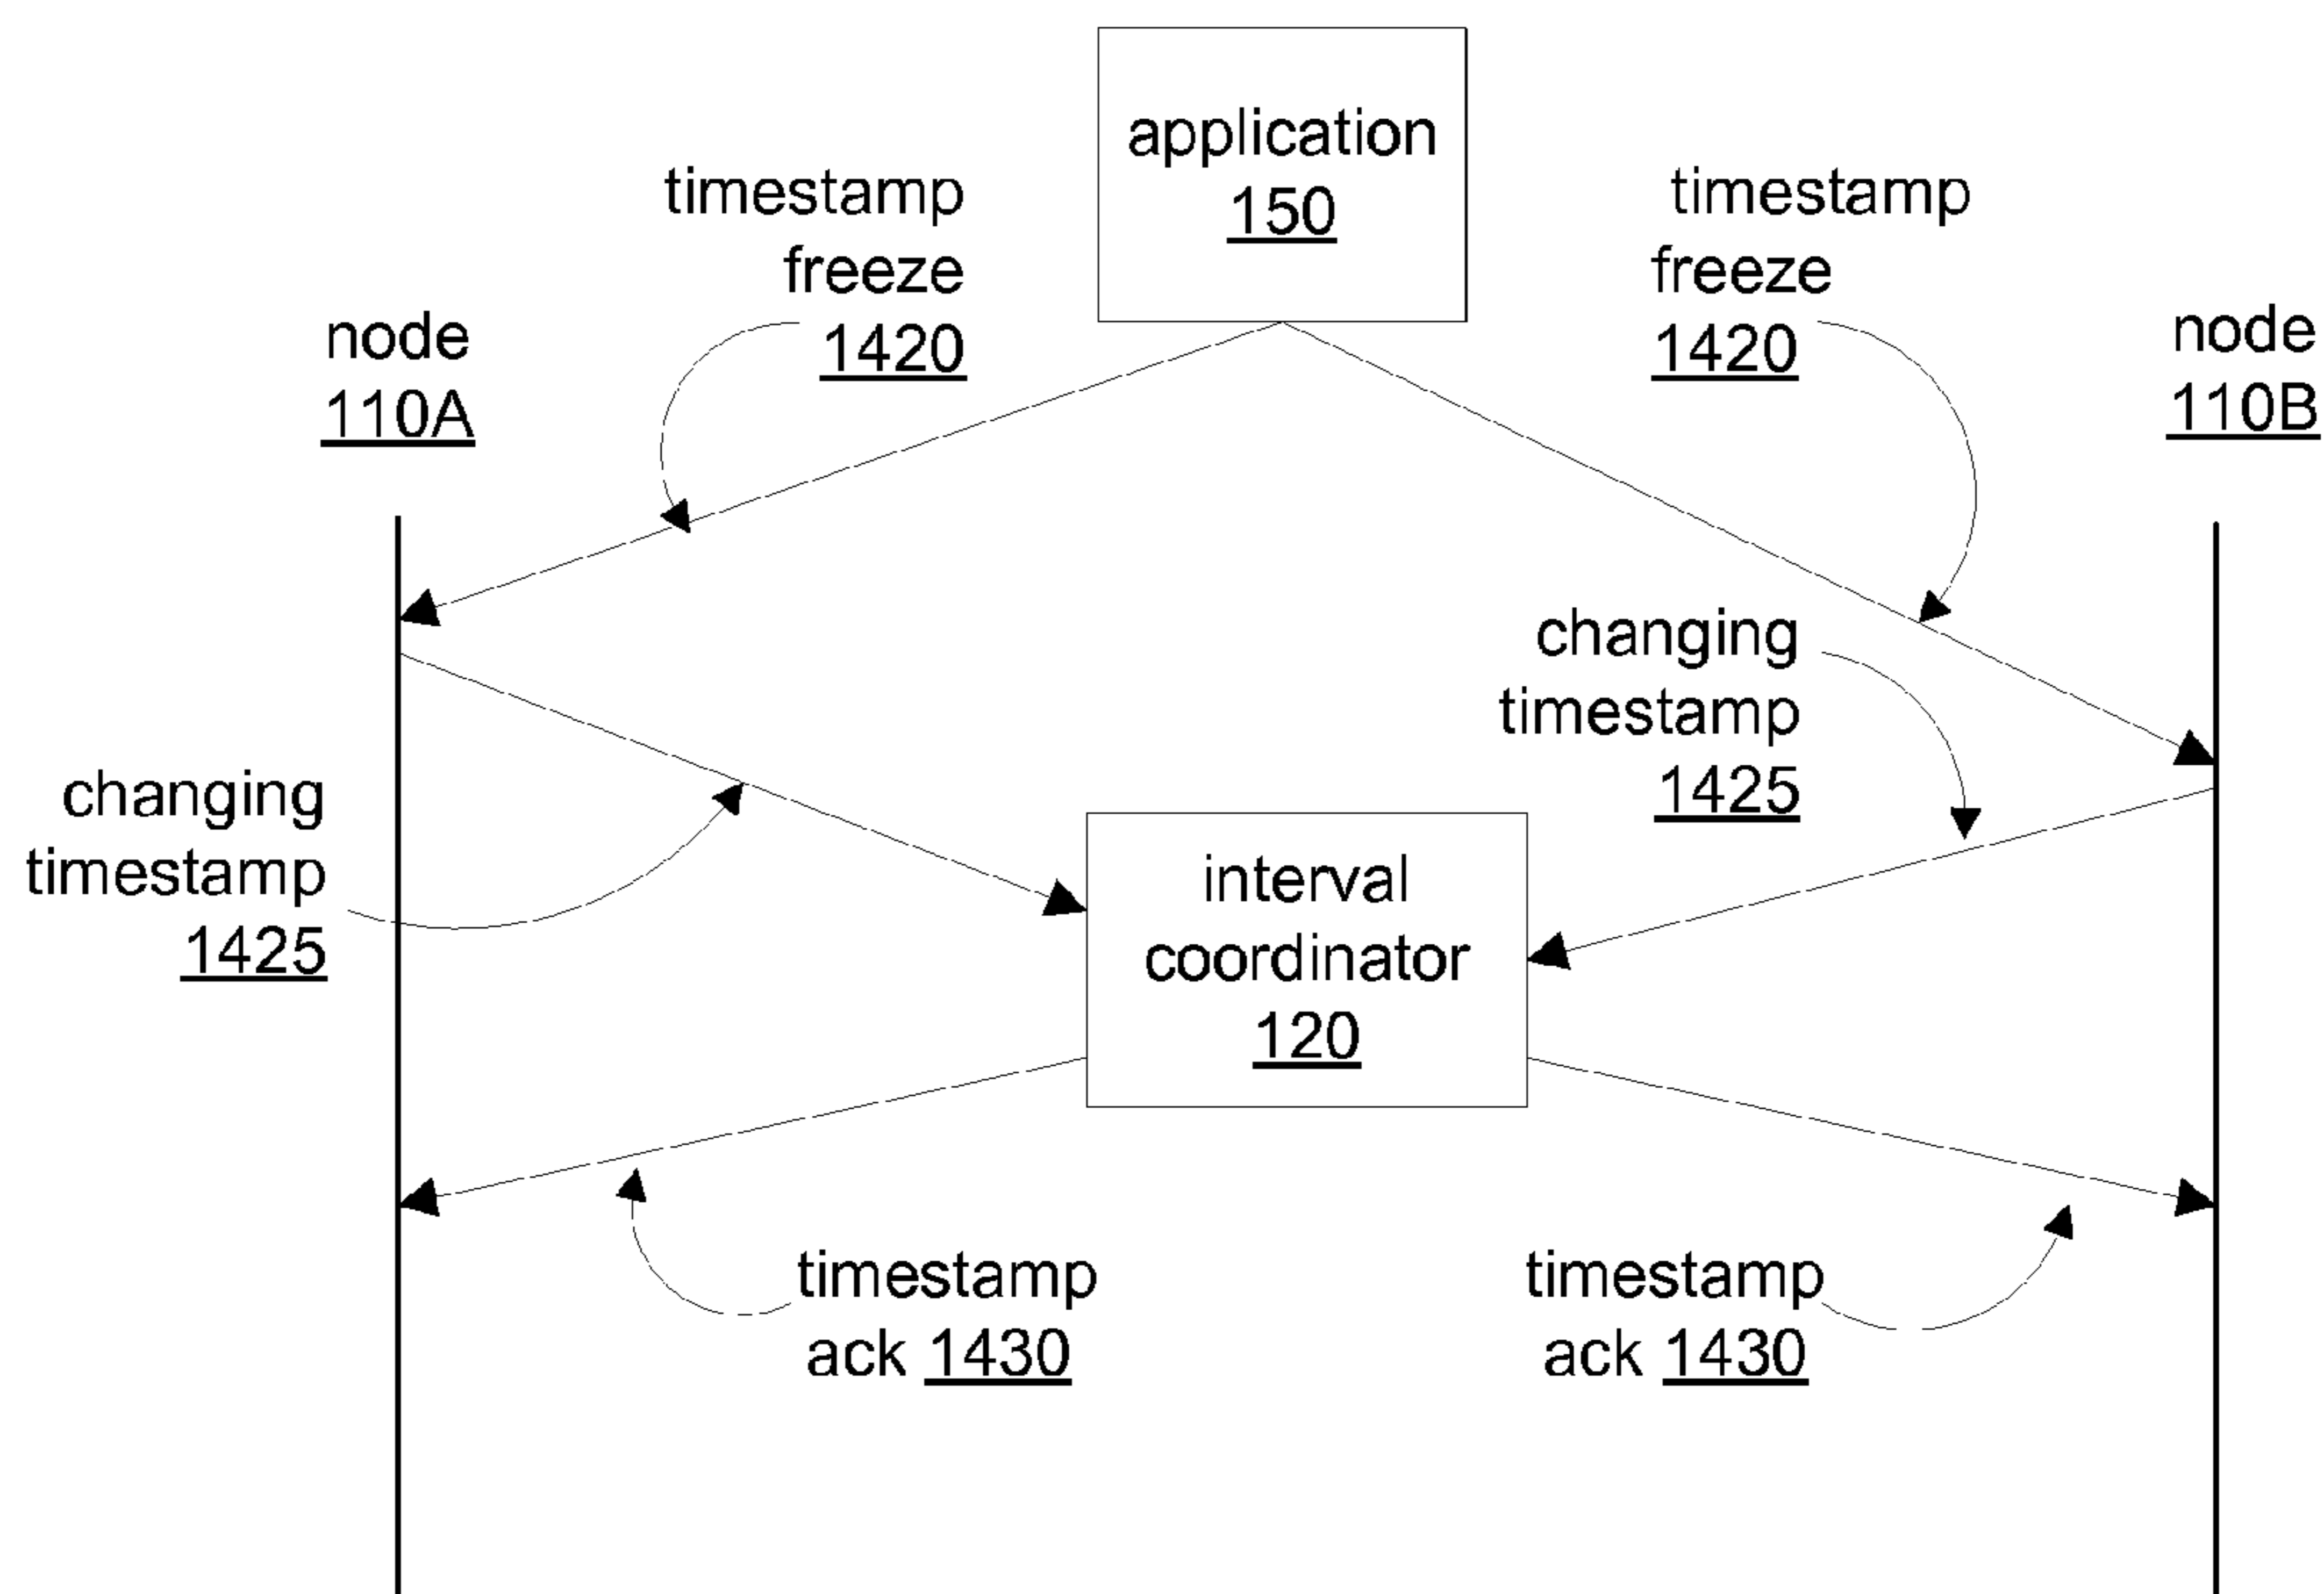 application
150
timestamp
freeze
1420
timestamp
freeze
1420
node
110A
node
110B
changing
timestamp
1425
changing
timestamp
1425
interval
coordinator
120
timestamp
ack 1430
timestamp
ack 1430